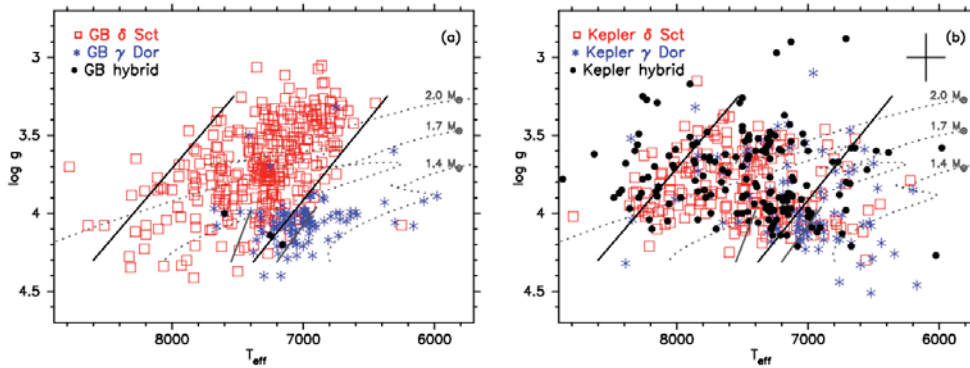 □ GB δ Sct
(a)
* GB γ Dor
● GB hybrid
3
2.0 M⊙
3.5
1.7 M⊙
log g
1.4 M⊙
4
4.5
8000 7000 6000
T_eff
□ Kepler δ Sct
(b)
* Kepler γ Dor
● Kepler hybrid
3
2.0 M⊙
3.5
1.7 M⊙
log g
1.4 M⊙
4
4.5
8000 7000 6000
T_eff